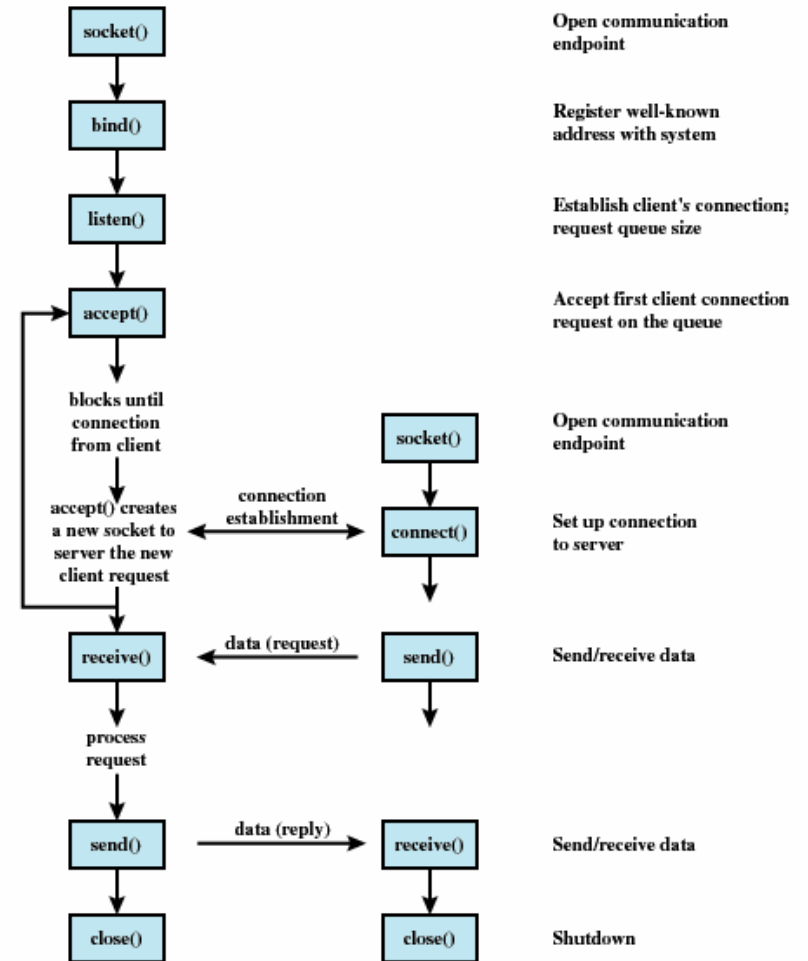 socket()
Open communication
endpoint
bind()
Register well-known
address with system
listen()
Establish client's connection;
request queue size
accept()
Accept first client connection
request on the queue
blocks until
connection
from client
socket()
Open communication
endpoint
accept() creates
a new socket to
server the new
client request
connection
establishment
connect()
Set up connection
to server
receive()
data (request)
send()
Send/receive data
process
request
send()
data (reply)
receive()
Send/receive data
close()
close()
Shutdown